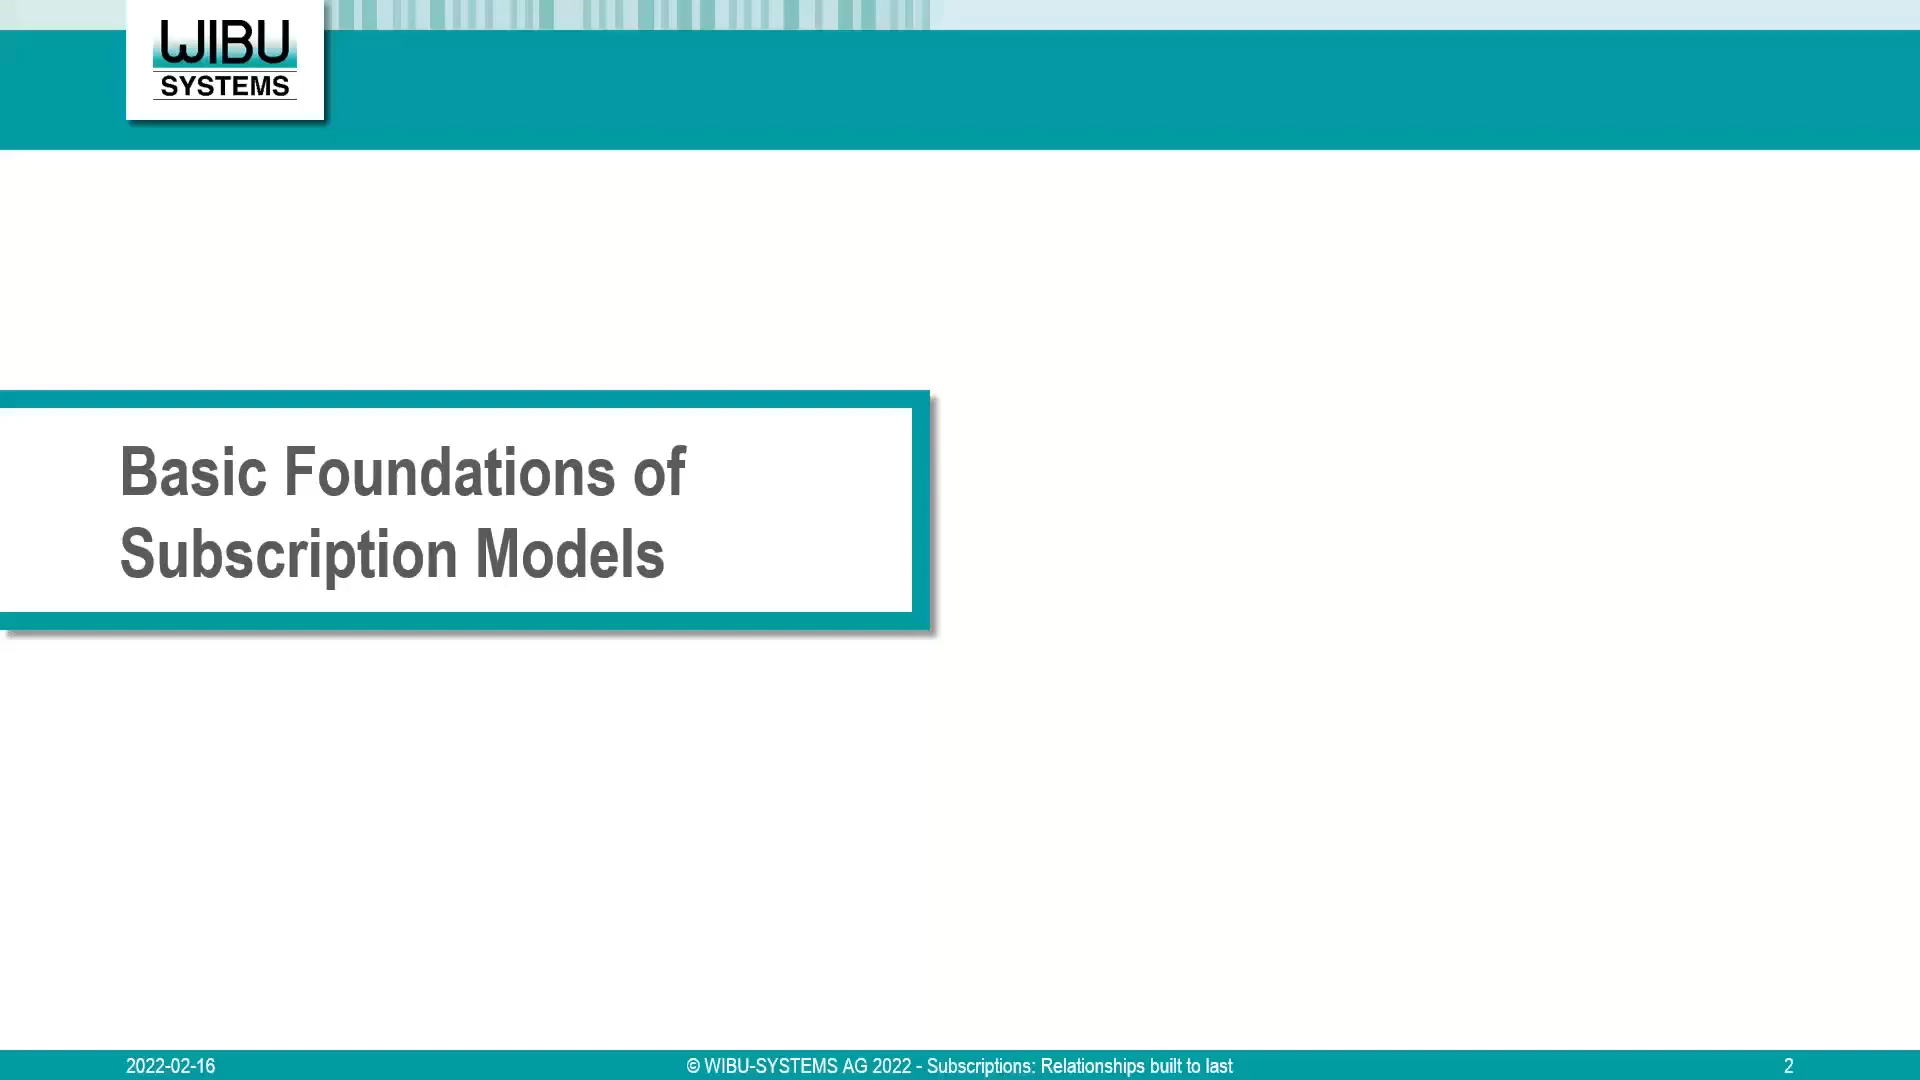 WIBU
SYSTEMS
Basic Foundations of
Subscription Models
2022-02-16
© WIBU-SYSTEMS AG 2022 - Subscriptions: Relationships built to last
2